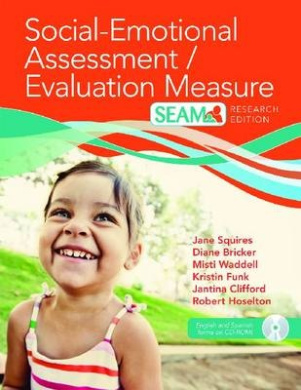 Social-Emotional
Assessment /
Evaluation Measure
SEAM RESEARCH
EDITION
Jane Squires
Diane Bricker
Misti Waddell
Kristin Funk
Jantina Clifford
Robert Hoselton
English and Spanish
forms on CD-ROM